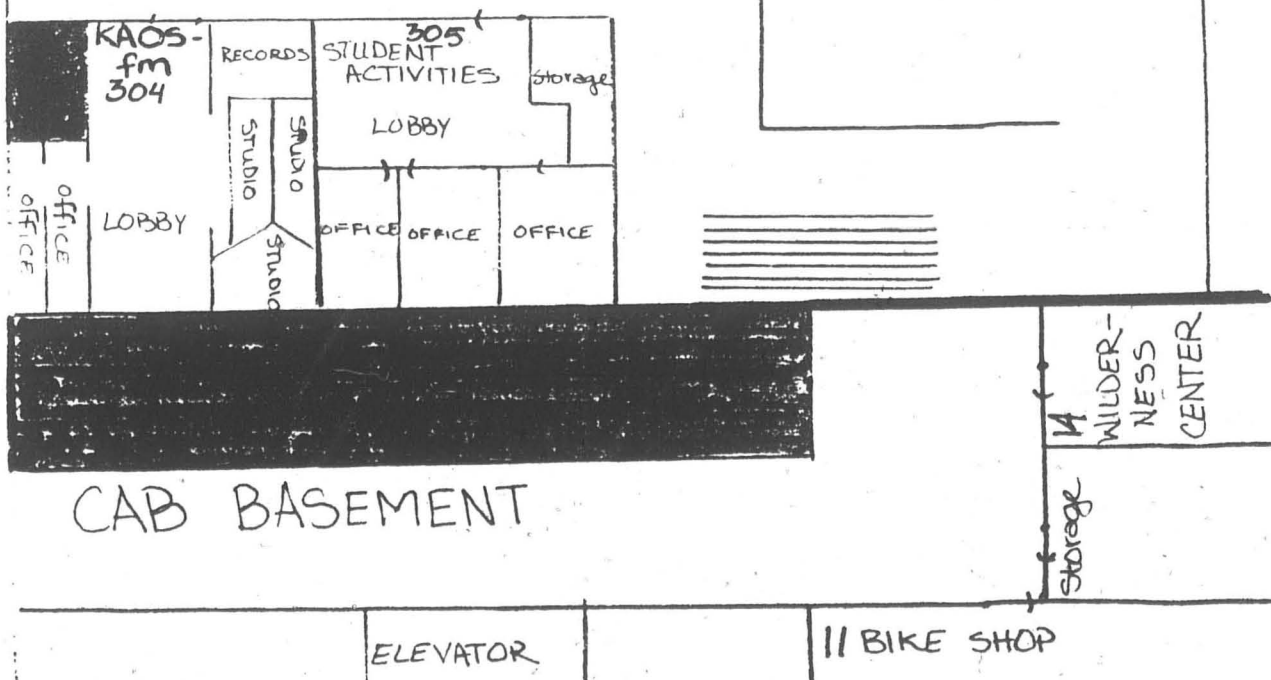 KAOS-
fm
304
RECORDS
305
STUDENT
ACTIVITIES
Storage
LOBBY
STUDIO
STUDIO
STUDIO
OFFICE
OFFICE
LOBBY
OFFICE
OFFICE
OFFICE
14
WILDER-
NESS
CENTER
CAB BASEMENT
Storage
ELEVATOR
11 BIKE SHOP